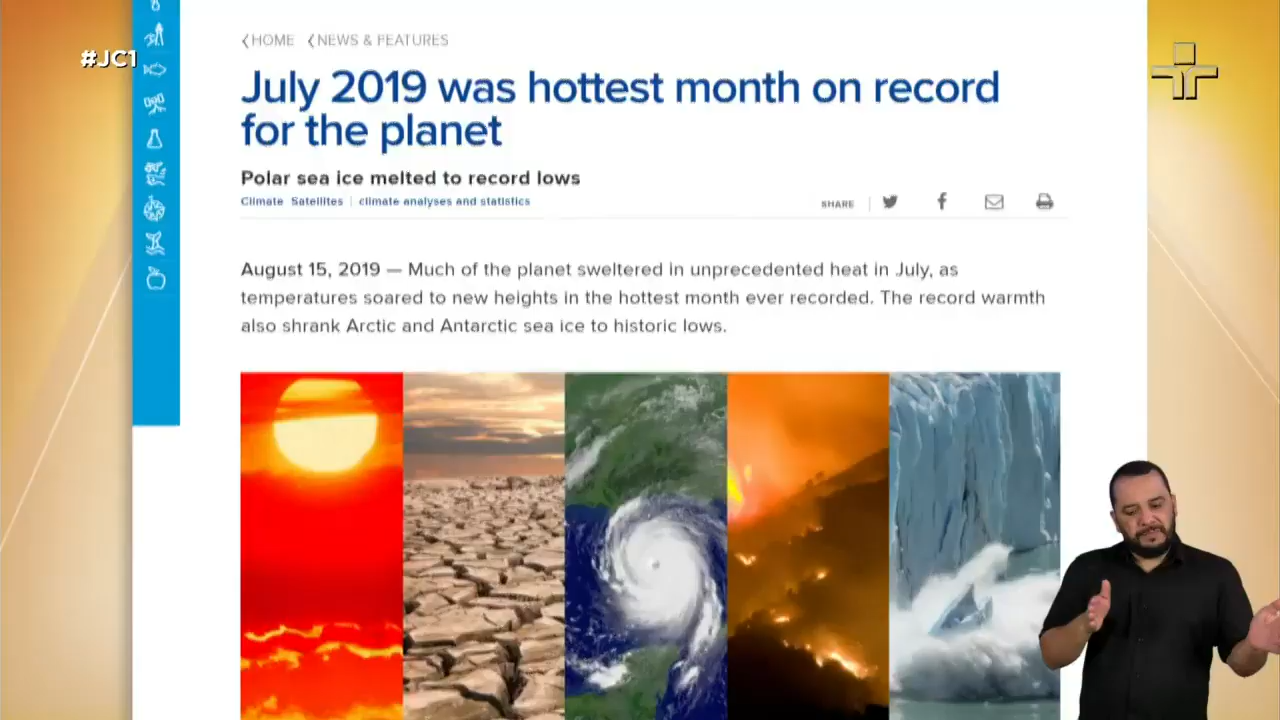 #JC1
HOME NEWS & FEATURES
July 2019 was hottest month on record
for the planet
Polar sea ice melted to record lows
Climate Satellites | climate analyses and statistics
SHARE
August 15, 2019 — Much of the planet sweltered in unprecedented heat in July, as
temperatures soared to new heights in the hottest month ever recorded. The record warmth
also shrank Arctic and Antarctic sea ice to historic lows.